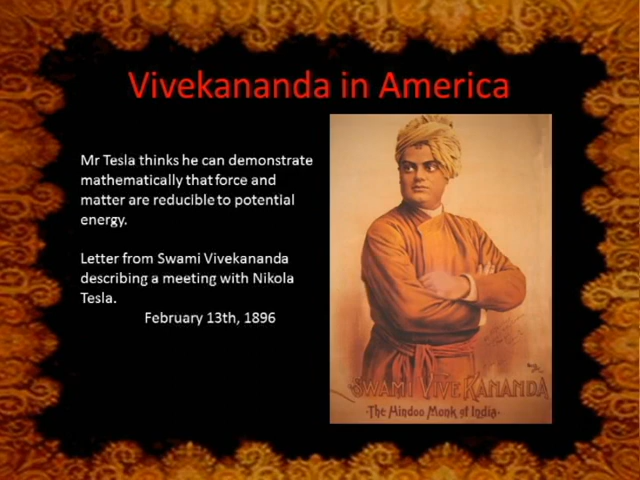 Vivekananda in America
Mr Tesla thinks he can demonstrate
mathematically that force and
matter are reducible to potential
energy.
Letter from Swami Vivekananda
describing a meeting with Nikola
Tesla.
February 13th, 1896
SWAMI VIVEKANANDA
·The Hindoo Monk of India·